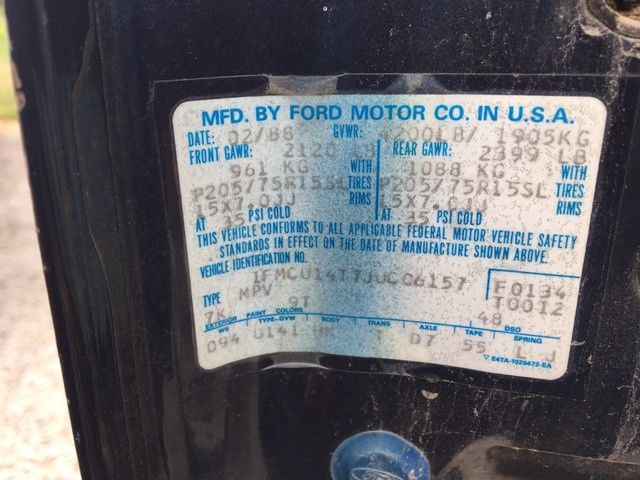 MFD. BY FORD MOTOR CO. IN U.S.A.
DATE: 02/88 GVWR: 4200LB/ 1905KG
FRONT GAWR: 2120 LB REAR GAWR: 2399 LB
961 KG WITH 1088 KG WITH
P205/75R15SL TIRES P205/75R15SL TIRES
15X7.0JJ RIMS 15X7.0JJ RIMS
AT 35 PSI COLD AT 35 PSI COLD
THIS VEHICLE CONFORMS TO ALL APPLICABLE FEDERAL MOTOR VEHICLE SAFETY
STANDARDS IN EFFECT ON THE DATE OF MANUFACTURE SHOWN ABOVE.
VEHICLE IDENTIFICATION NO. 1FMCU14T7JUCC6157 F0134
TYPE MPV T0012
7K 9T 48
EXTERIOR PAINT COLORS DSO
WB TYPE-GVW BODY TRANS AXLE TAPE SPRING
094 U141 T D7 55 L J
E4TA-1020472-EA
Ford